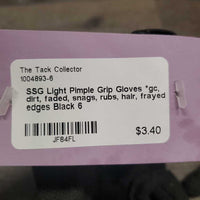 The Tack Collector
1004893-6
SSG Light Pimple Grip Gloves *gc,
dirt, faded, snags, rubs, hair, frayed
edges Black 6
$3.40
JFB4FL